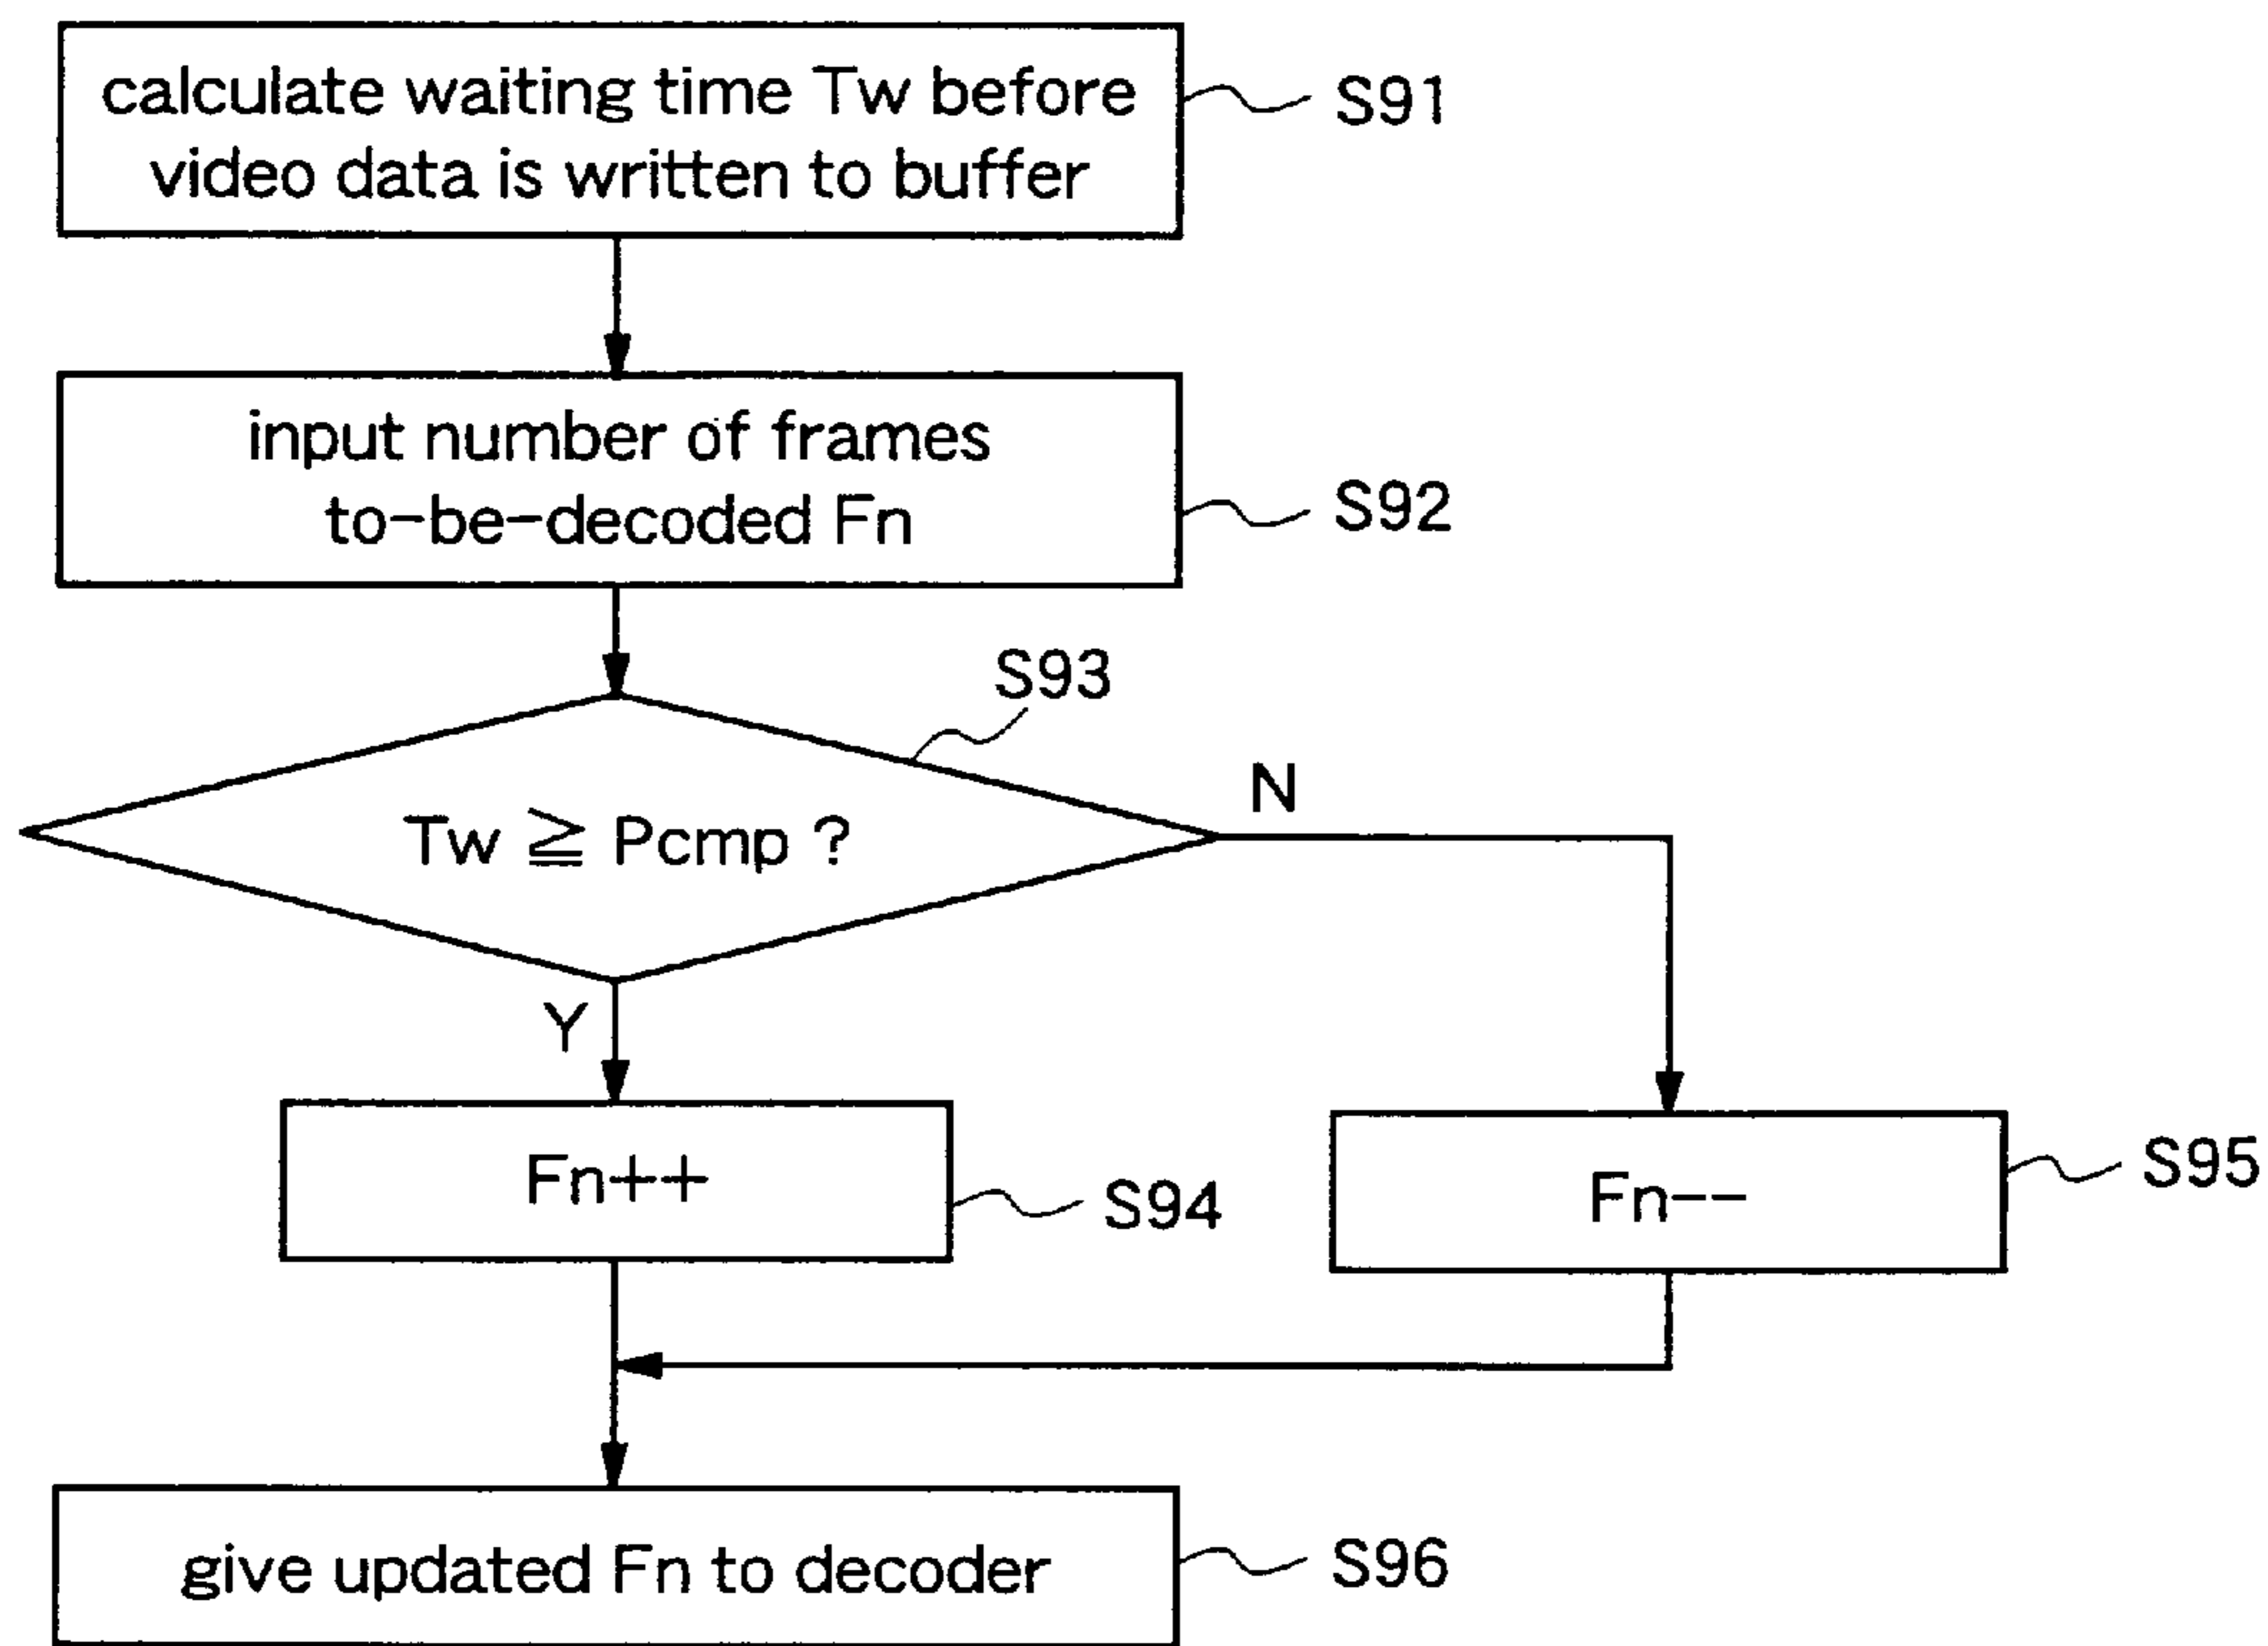 calculate waiting time Tw before
video data is written to buffer
S91
input number of frames
to-be-decoded Fn
S92
S93
Tw ≧ Pcmp ?
N
Y
Fn++
S94
Fn--
S95
give updated Fn to decoder
S96